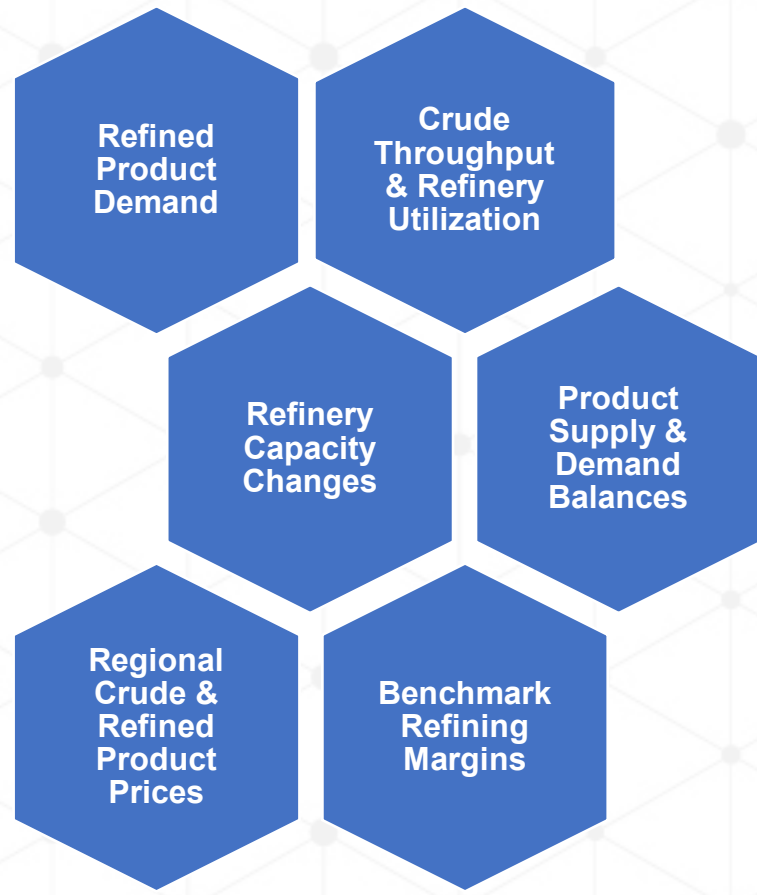 Refined
Product
Demand
Crude
Throughput
& Refinery
Utilization
Refinery
Capacity
Changes
Product
Supply &
Demand
Balances
Regional
Crude &
Refined
Product
Prices
Benchmark
Refining
Margins